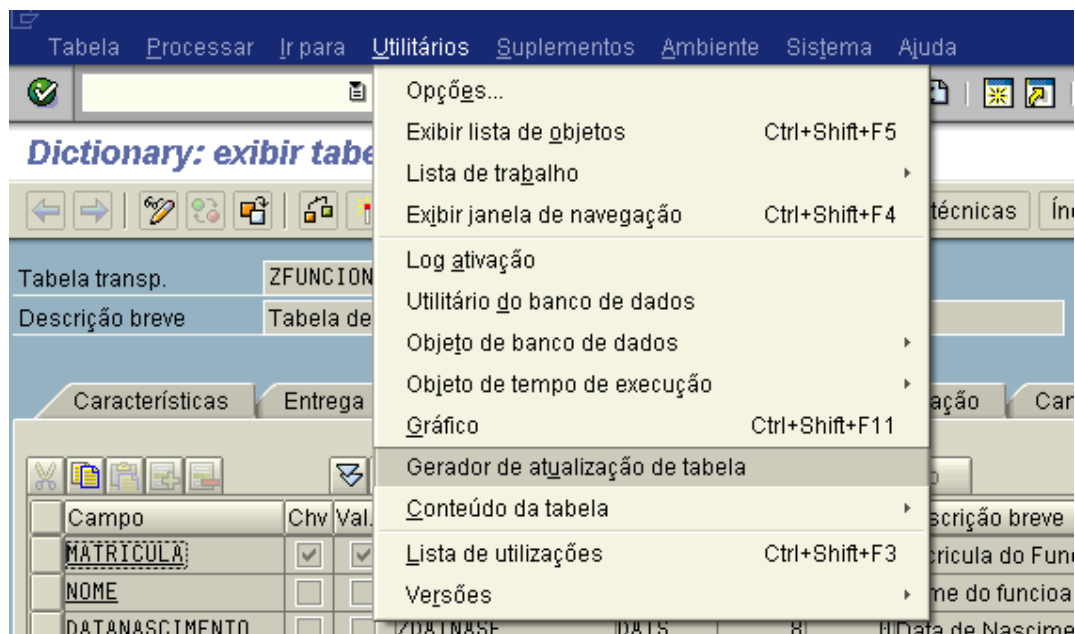 Tabela Processar Ir para Utilitários Suplementos Ambiente Sistema Ajuda
Opções...
Exibir lista de objetos Ctrl+Shift+F5
Dictionary: exibir tabe
Lista de trabalho
Exibir janela de navegação Ctrl+Shift+F4
técnicas
Log ativação
Tabela transp. ZFUNCION
Utilitário do banco de dados
Descrição breve Tabela de
Objeto de banco de dados
Objeto de tempo de execução
Características Entrega ação
Gráfico Ctrl+Shift+F11
Gerador de atualização de tabela
Conteúdo da tabela
Campo Chv Val. scrição breve
Lista de utilizações Ctrl+Shift+F3
MATRICULA tricula do Fun
NOME me do funcioa
Versões
DATANASCIMENTO ZDATNASE DATS 8 Data de Nascime